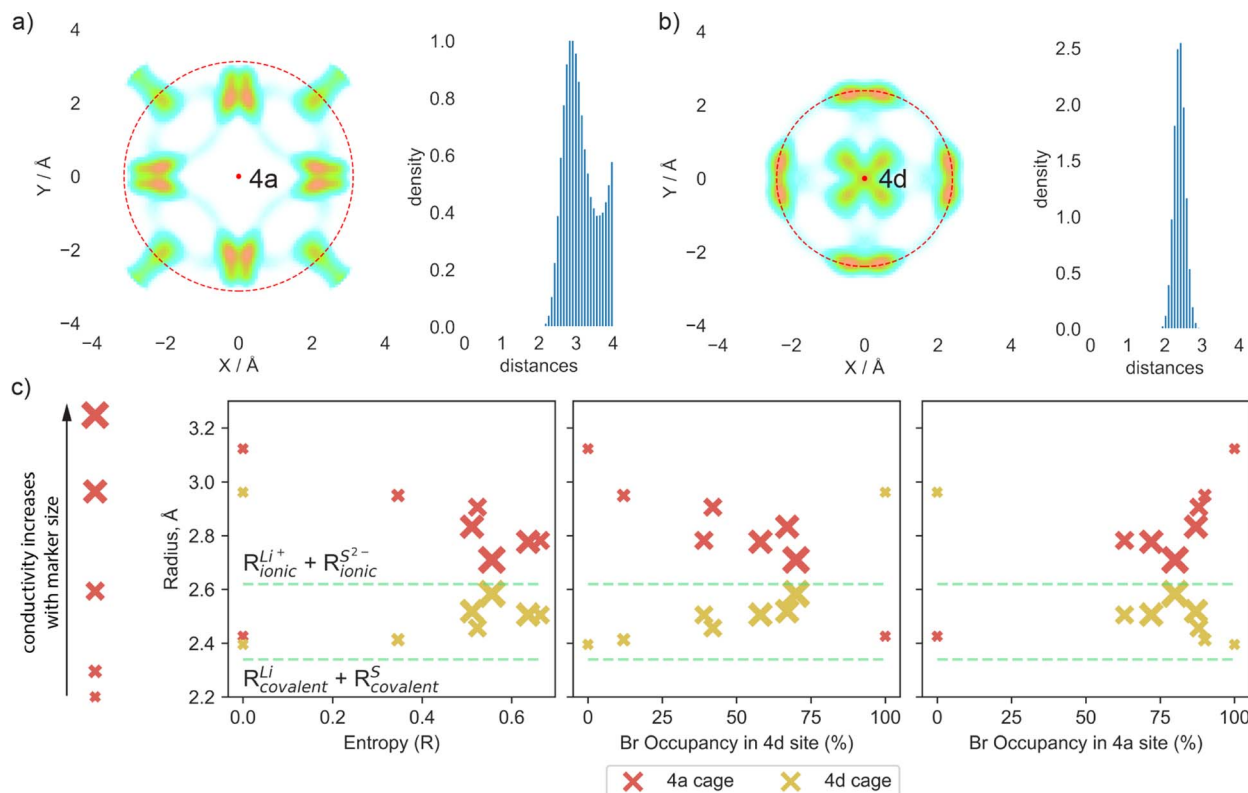 a)
4
2
0
−2
−4
Y / Å
4a
−4
−2
0
2
4
X / Å
1.0
0.8
0.6
0.4
0.2
0.0
density
0
1
2
3
4
distances
b)
4
2
0
−2
−4
Y / Å
4d
−4
−2
0
2
4
X / Å
2.5
2.0
1.5
1.0
0.5
0.0
density
0
1
2
3
4
distances
c)
conductivity increases
with marker size
3.2
3.0
2.8
2.6
2.4
2.2
Radius, Å
R^{Li^+}_{ionic} + R^{S^{2−}}_{ionic}
R^{Li}_{covalent} + R^{S}_{covalent}
0.0
0.2
0.4
0.6
Entropy (R)
0
25
50
75
100
Br Occupancy in 4d site (%)
0
25
50
75
100
Br Occupancy in 4a site (%)
4a cage
4d cage